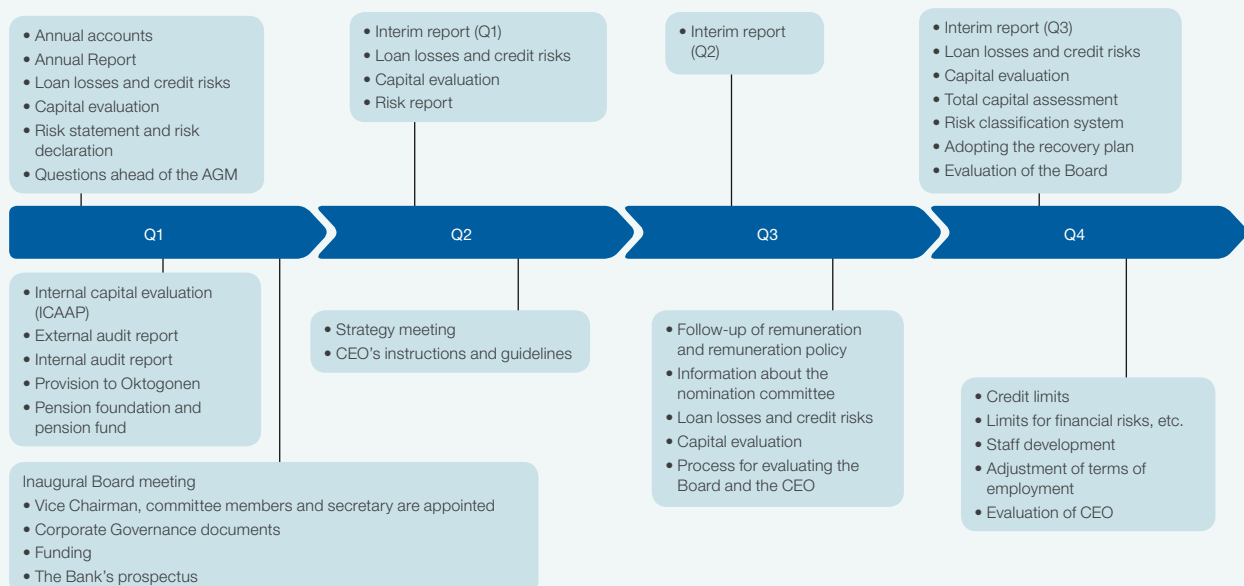 • Annual accounts
• Annual Report
• Loan losses and credit risks
• Capital evaluation
• Risk statement and risk
declaration
• Questions ahead of the AGM
• Interim report (Q1)
• Loan losses and credit risks
• Capital evaluation
• Risk report
• Interim report
(Q2)
• Interim report (Q3)
• Loan losses and credit risks
• Capital evaluation
• Total capital assessment
• Risk classification system
• Adopting the recovery plan
• Evaluation of the Board
Q1
Q2
Q3
Q4
• Internal capital evaluation
(ICAAP)
• External audit report
• Internal audit report
• Provision to Oktogonen
• Pension foundation and
pension fund
Inaugural Board meeting
• Vice Chairman, committee members and secretary are appointed
• Corporate Governance documents
• Funding
• The Bank's prospectus
• Strategy meeting
• CEO's instructions and guidelines
• Follow-up of remuneration
and remuneration policy
• Information about the
nomination committee
• Loan losses and credit risks
• Capital evaluation
• Process for evaluating the
Board and the CEO
• Credit limits
• Limits for financial risks, etc.
• Staff development
• Adjustment of terms of
employment
• Evaluation of CEO